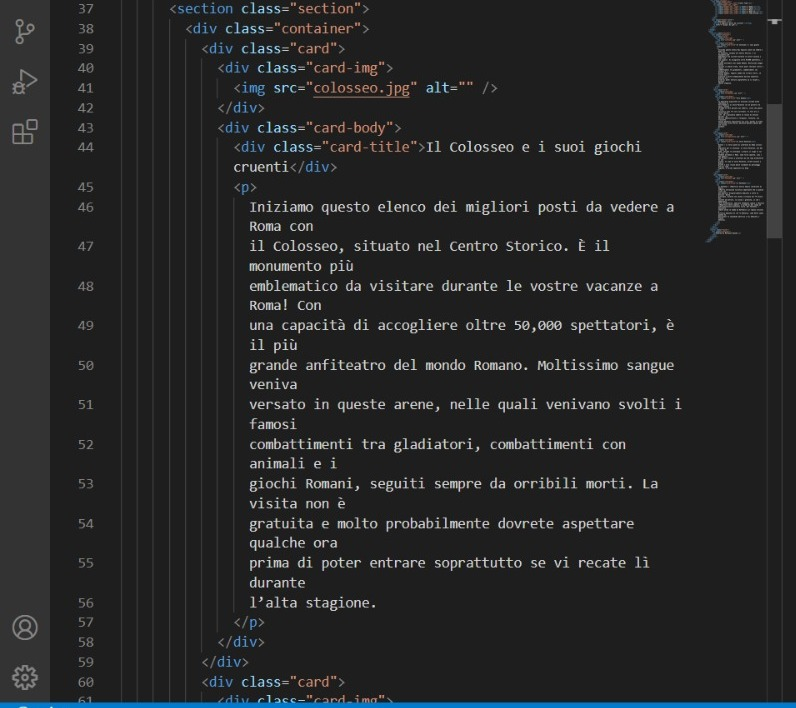 37 <section class="section">
38 <div class="container">
39 <div class="card">
40 <div class="card-img">
41 <img src="colosseo.jpg" alt="" />
42 </div>
43 <div class="card-body">
44 <div class="card-title">Il Colosseo e i suoi giochi
cruenti</div>
45 <p>
46 Iniziamo questo elenco dei migliori posti da vedere a
Roma con
47 il Colosseo, situato nel Centro Storico. È il
monumento più
48 emblematico da visitare durante le vostre vacanze a
Roma! Con
49 una capacità di accogliere oltre 50,000 spettatori, è
il più
50 grande anfiteatro del mondo Romano. Moltissimo sangue
veniva
51 versato in queste arene, nelle quali venivano svolti i
famosi
52 combattimenti tra gladiatori, combattimenti con
animali e i
53 giochi Romani, seguiti sempre da orribili morti. La
visita non è
54 gratuita e molto probabilmente dovrete aspettare
qualche ora
55 prima di poter entrare soprattutto se vi recate lì
durante
56 l’alta stagione.
57 </p>
58 </div>
59 </div>
60 <div class="card">
61 <div class="card-img">